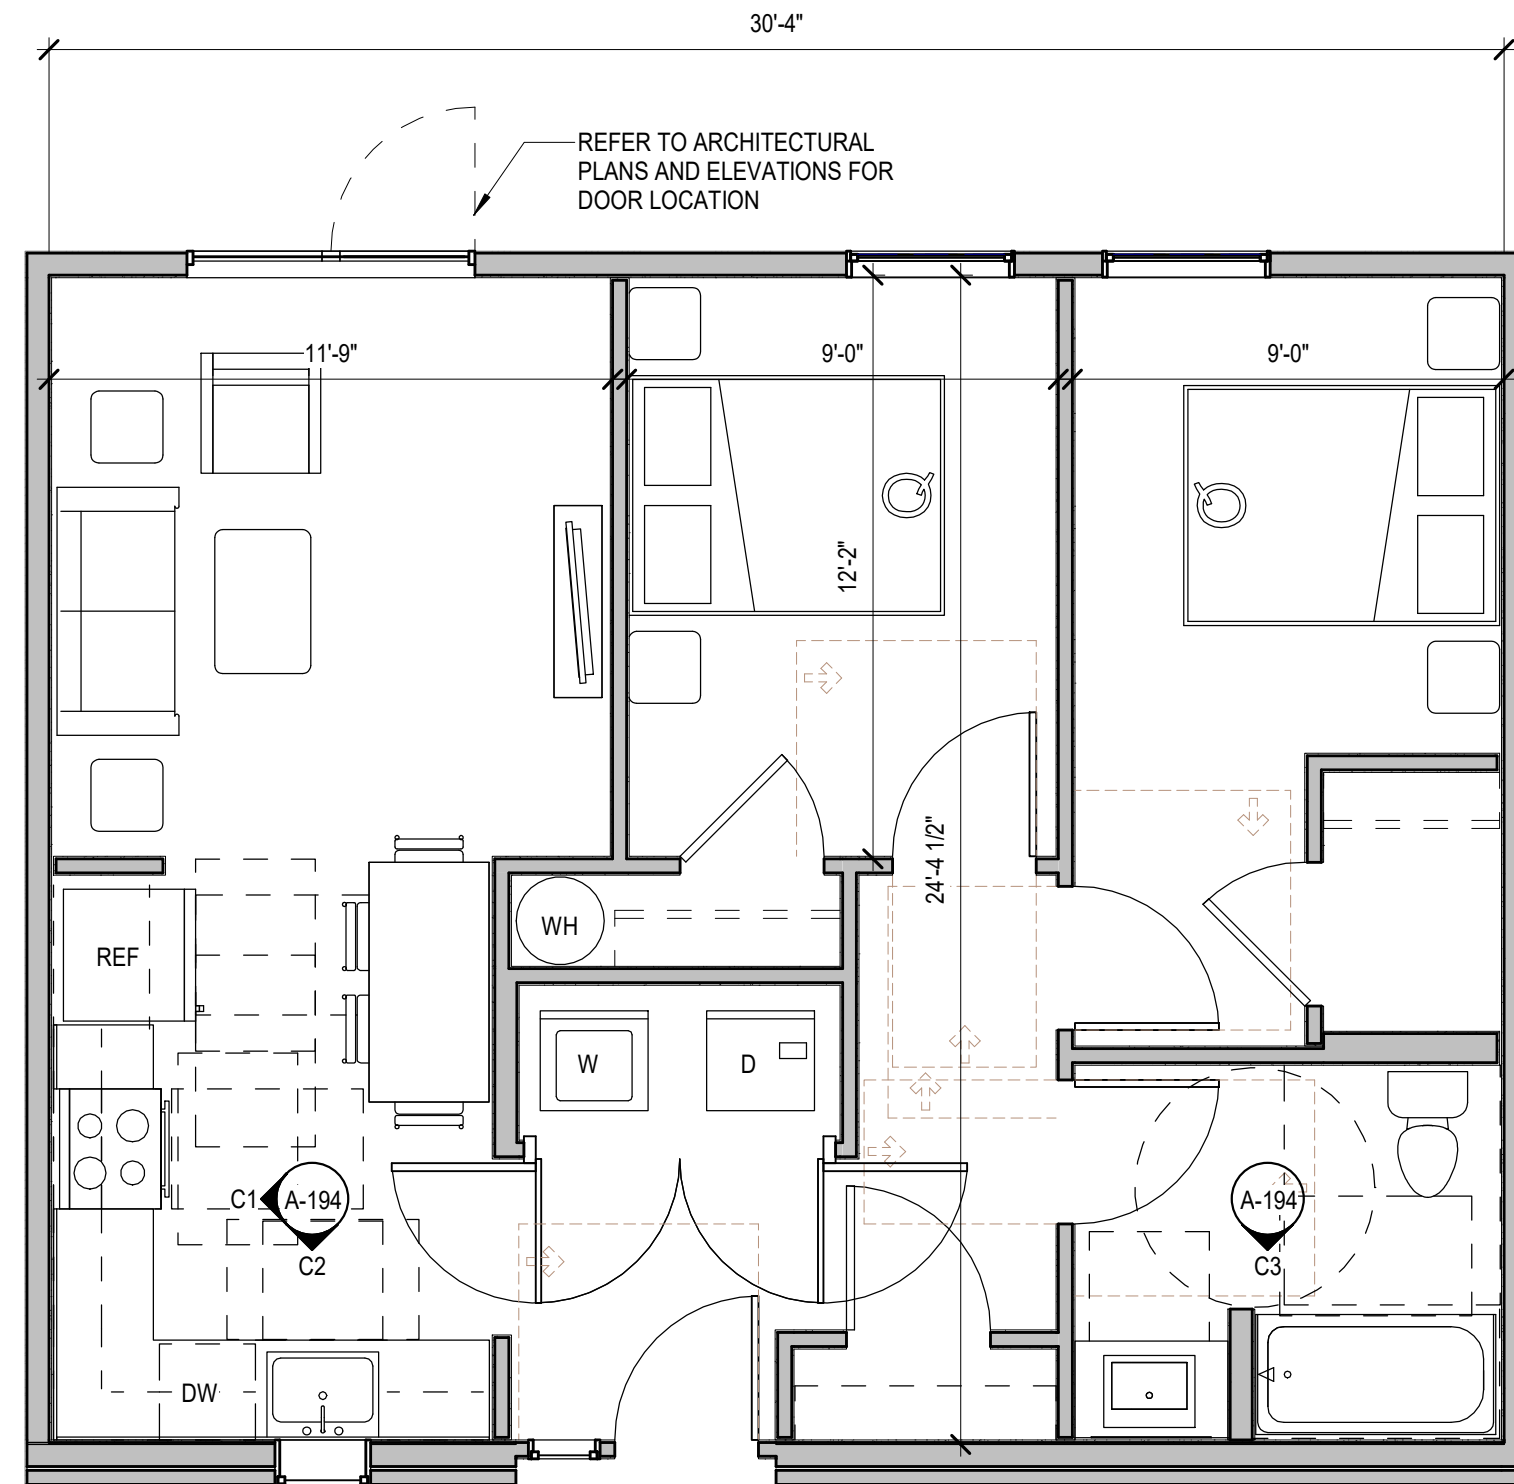 30'-4"
REFER TO ARCHITECTURAL
PLANS AND ELEVATIONS FOR
DOOR LOCATION
11'-9"
9'-0"
9'-0"
12'-2"
24'-4 1/2"
REF
WH
W
D
C1
A-194
C2
A-194
C3
DW